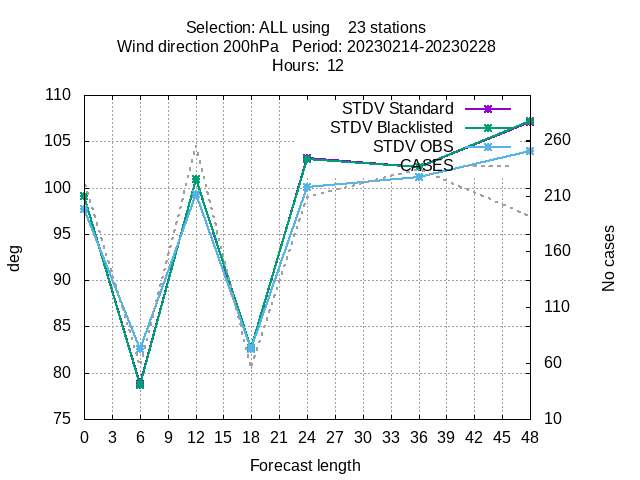 Selection: ALL using 23 stations
Wind direction 200hPa Period: 20230214-20230228
Hours: 12
110
105
100
95
90
85
80
75
260
210
160
110
60
10
STDV Standard
STDV Blacklisted
STDV OBS
CASES
deg
No cases
0 3 6 9 12 15 18 21 24 27 30 33 36 39 42 45 48
Forecast length